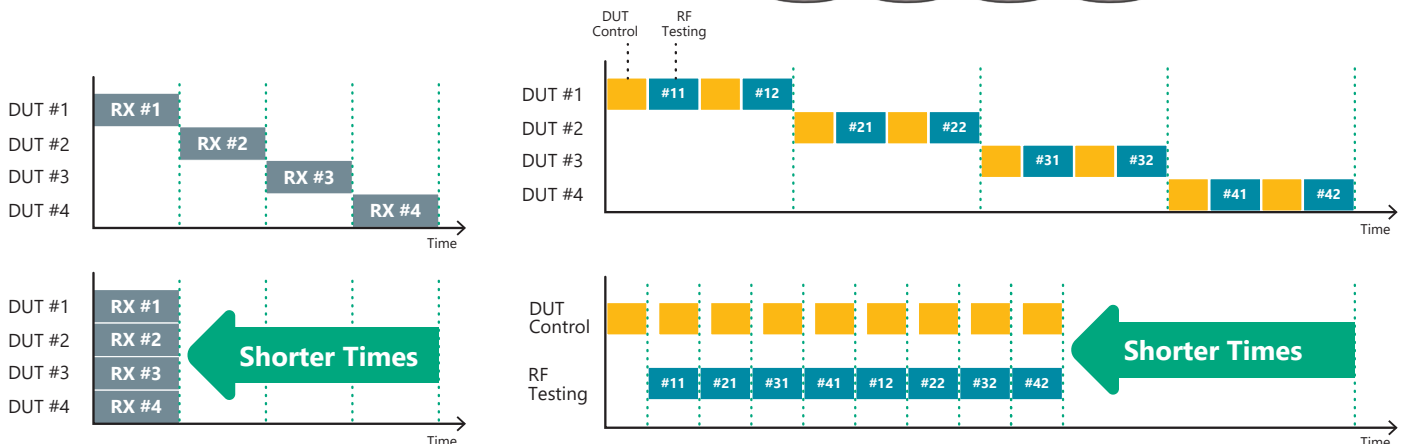 DUT #1
RX #1
DUT #2
RX #2
DUT #3
RX #3
DUT #4
RX #4
Time
DUT
Control
RF
Testing
DUT #1
#11
#12
DUT #2
#21
#22
DUT #3
#31
#32
DUT #4
#41
#42
Time
DUT #1
RX #1
DUT #2
RX #2
DUT #3
RX #3
DUT #4
RX #4
Shorter Times
Time
DUT
Control
RF
Testing
#11 #21 #31 #41 #12 #22 #32 #42
Shorter Times
Time